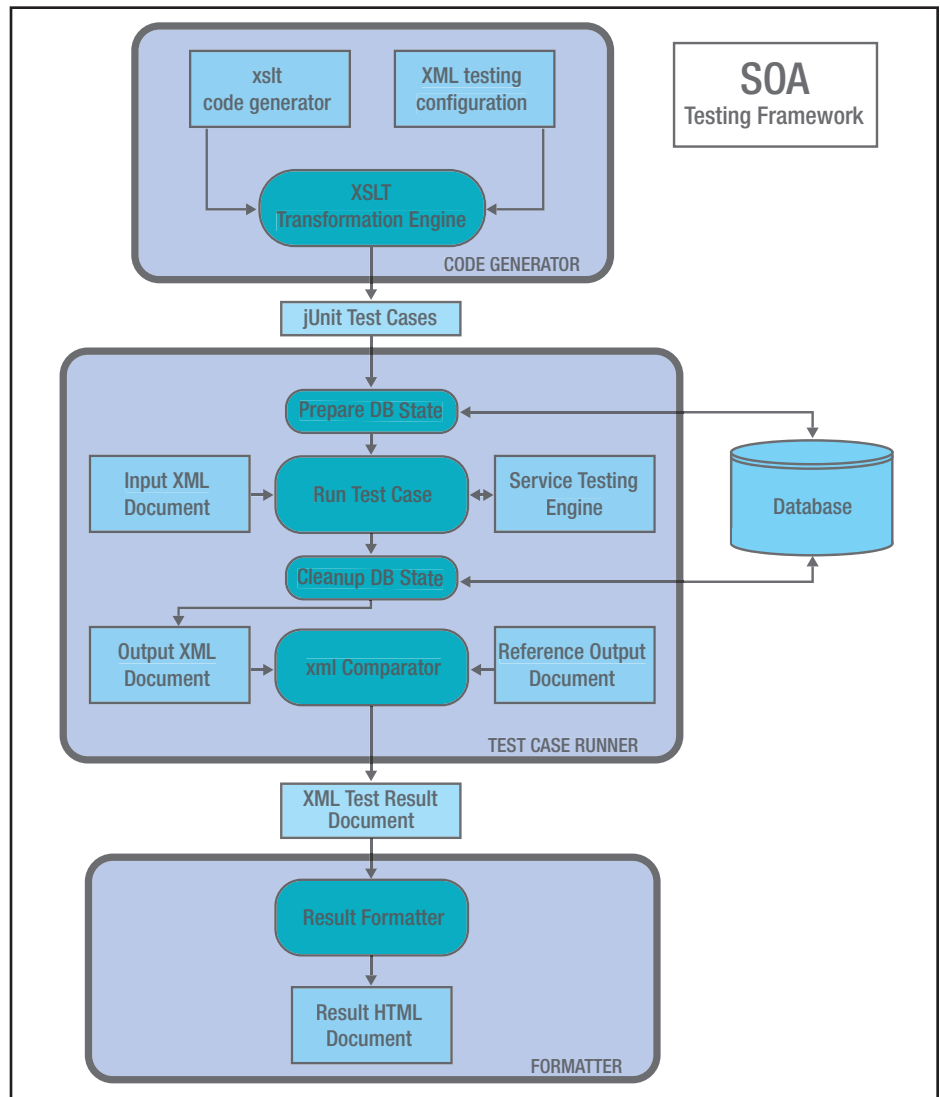 xslt
code generator
XML testing
configuration
SOA
Testing Framework
XSLT
Transformation Engine
CODE GENERATOR
jUnit Test Cases
Prepare DB State
Input XML
Document
Run Test Case
Service Testing
Engine
Database
Cleanup DB State
Output XML
Document
xml Comparator
Reference Output
Document
TEST CASE RUNNER
XML Test Result
Document
Result Formatter
Result HTML
Document
FORMATTER